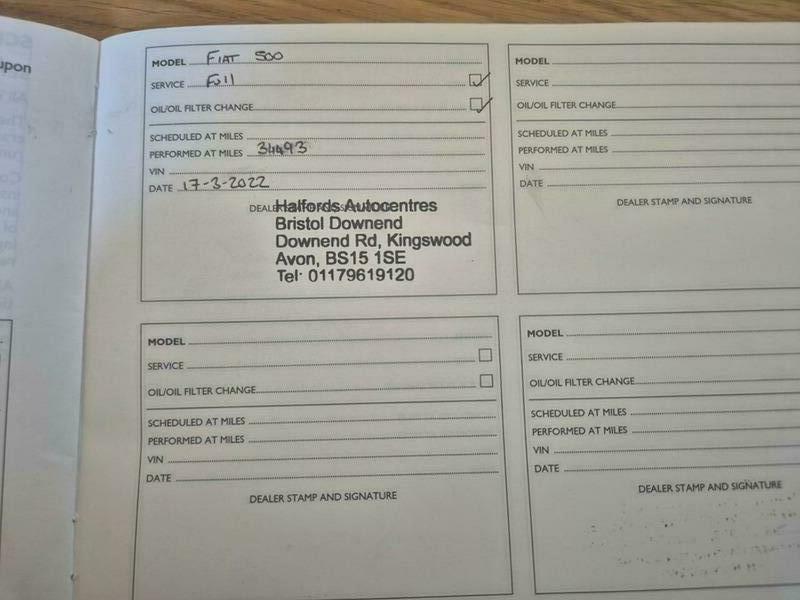 upon
MODEL FIAT 500
SERVICE Full
OIL/OIL FILTER CHANGE
SCHEDULED AT MILES
PERFORMED AT MILES 34493
VIN
DATE 17-3-2022
DEALER STAMP AND SIGNATURE
Halfords Autocentres
Bristol Downend
Downend Rd, Kingswood
Avon, BS15 1SE
Tel: 01179619120
MODEL
SERVICE
OIL/OIL FILTER CHANGE
SCHEDULED AT MILES
PERFORMED AT MILES
VIN
DATE
DEALER STAMP AND SIGNATURE
MODEL
SERVICE
OIL/OIL FILTER CHANGE
SCHEDULED AT MILES
PERFORMED AT MILES
VIN
DATE
DEALER STAMP AND SIGNATURE
MODEL
SERVICE
OIL/OIL FILTER CHANGE
SCHEDULED AT MILES
PERFORMED AT MILES
VIN
DATE
DEALER STAMP AND SIGNATURE